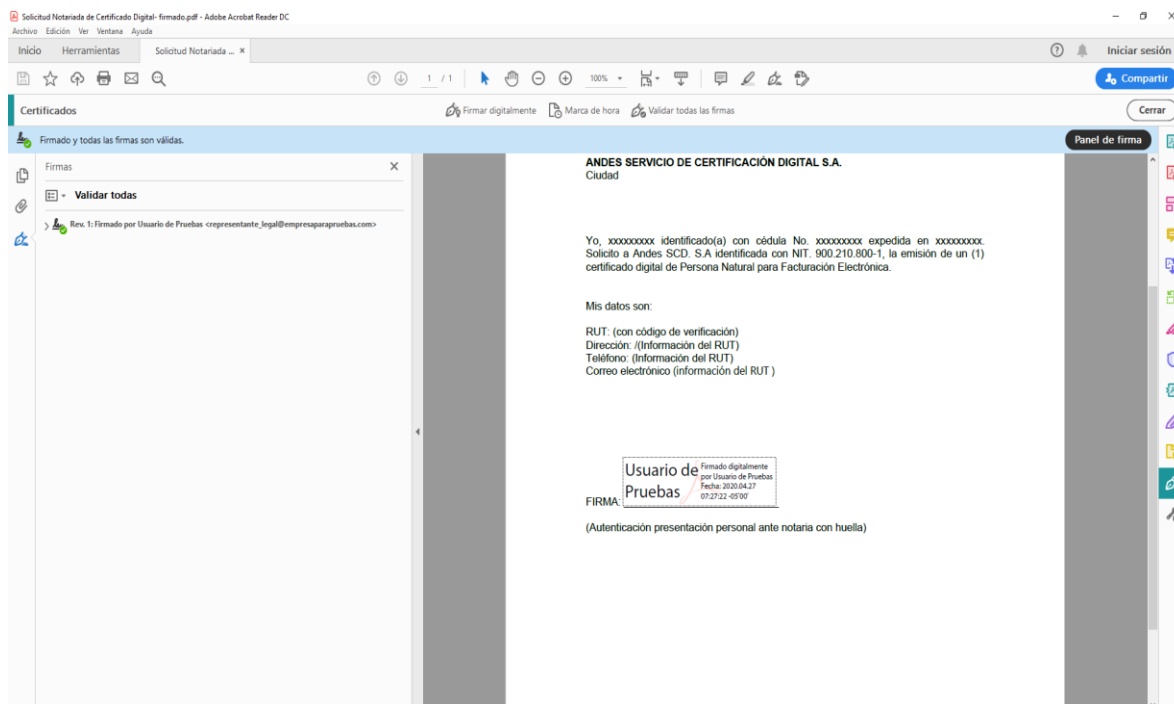 Solicitud Notariada de Certificado Digital- firmado.pdf - Adobe Acrobat Reader DC
Archivo Edición Ver Ventana Ayuda
Inicio Herramientas Solicitud Notariada ... × Iniciar sesión
1 / 1 100% Compartir
Certificados Firmar digitalmente Marca de hora Validar todas las firmas Cerrar
Firmado y todas las firmas son válidas. Panel de firma
Firmas
Validar todas
Rev. 1: Firmado por Usuario de Pruebas <representante_legal@empresaparapruebas.com>
ANDES SERVICIO DE CERTIFICACIÓN DIGITAL S.A.
Ciudad
Yo, xxxxxxxxx identificado(a) con cédula No. xxxxxxxxx expedida en xxxxxxxxx.
Solicito a Andes SCD. S.A identificada con NIT. 900.210.800-1, la emisión de un (1)
certificado digital de Persona Natural para Facturación Electrónica.
Mis datos son:
RUT: (con código de verificación)
Dirección: /(Información del RUT)
Teléfono: (Información del RUT)
Correo electrónico (información del RUT )
Usuario de
Pruebas
Firmado digitalmente
por Usuario de Pruebas
Fecha: 2020.04.27
07:27:22 -05'00'
FIRMA:
(Autenticación presentación personal ante notaria con huella)